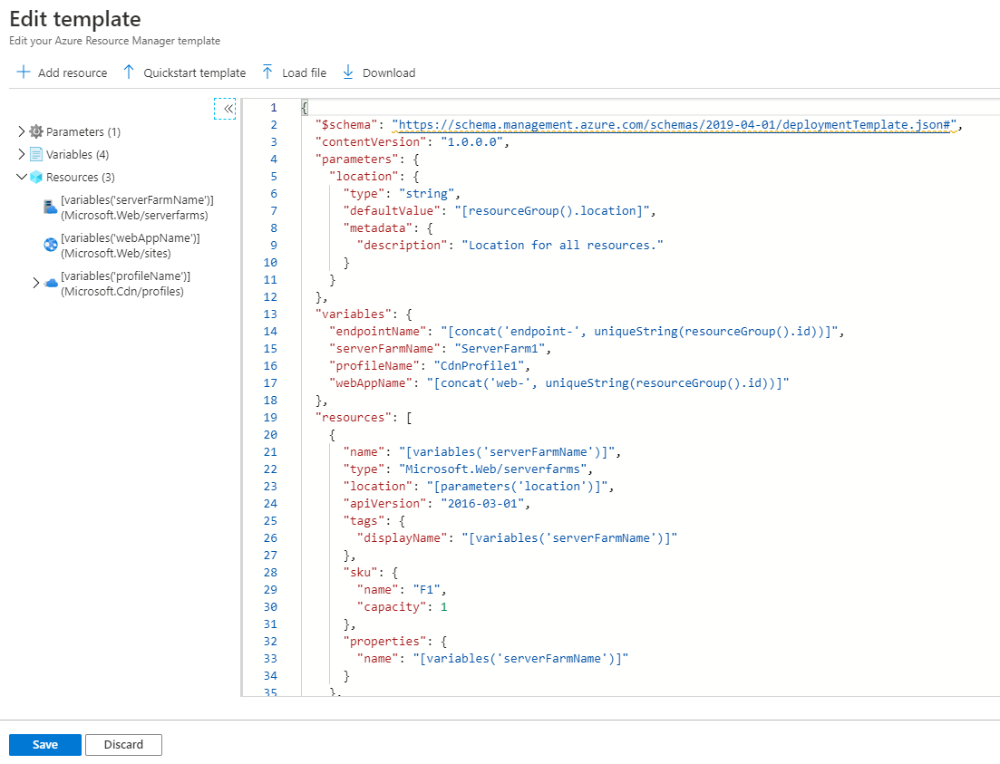 Edit template
Edit your Azure Resource Manager template
Add resource
Quickstart template
Load file
Download
Parameters (1)
Variables (4)
Resources (3)
[variables('serverFarmName')]
(Microsoft.Web/serverfarms)
[variables('webAppName')]
(Microsoft.Web/sites)
[variables('profileName')]
(Microsoft.Cdn/profiles)
1 {
2 "$schema": "https://schema.management.azure.com/schemas/2019-04-01/deploymentTemplate.json#",
3 "contentVersion": "1.0.0.0",
4 "parameters": {
5 "location": {
6 "type": "string",
7 "defaultValue": "[resourceGroup().location]",
8 "metadata": {
9 "description": "Location for all resources."
10 }
11 }
12 },
13 "variables": {
14 "endpointName": "[concat('endpoint-', uniqueString(resourceGroup().id))]",
15 "serverFarmName": "ServerFarm1",
16 "profileName": "CdnProfile1",
17 "webAppName": "[concat('web-', uniqueString(resourceGroup().id))]"
18 },
19 "resources": [
20 {
21 "name": "[variables('serverFarmName')]",
22 "type": "Microsoft.Web/serverfarms",
23 "location": "[parameters('location')]",
24 "apiVersion": "2016-03-01",
25 "tags": {
26 "displayName": "[variables('serverFarmName')]"
27 },
28 "sku": {
29 "name": "F1",
30 "capacity": 1
31 },
32 "properties": {
33 "name": "[variables('serverFarmName')]"
34 }
35 },
Save
Discard